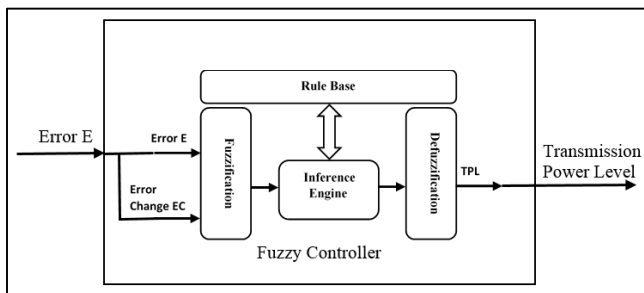 Rule Base
Error E
Error E
Fuzzification
Defuzzification
Transmission
Power Level
Inference
Engine
TPL
Error
Change EC
Fuzzy Controller